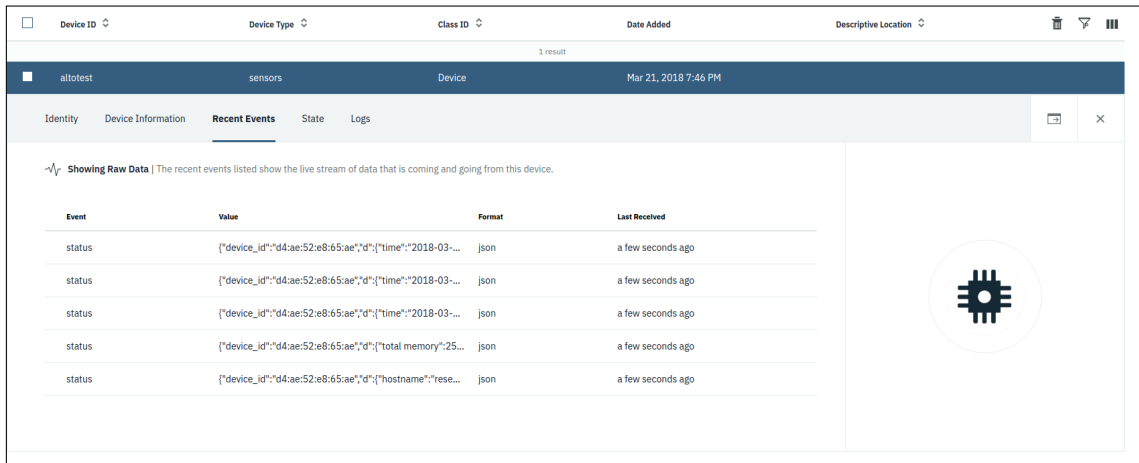 Device ID Device Type Class ID Date Added Descriptive Location
1 result
altotest sensors Device Mar 21, 2018 7:46 PM
Identity Device Information Recent Events State Logs
Showing Raw Data | The recent events listed show the live stream of data that is coming and going from this device.
Event Value Format Last Received
status {"device_id":"d4:ae:52:e8:65:ae","d":{"time":"2018-03-... json a few seconds ago
status {"device_id":"d4:ae:52:e8:65:ae","d":{"time":"2018-03-... json a few seconds ago
status {"device_id":"d4:ae:52:e8:65:ae","d":{"time":"2018-03-... json a few seconds ago
status {"device_id":"d4:ae:52:e8:65:ae","d":{"total memory":25... json a few seconds ago
status {"device_id":"d4:ae:52:e8:65:ae","d":{"hostname":"rese... json a few seconds ago